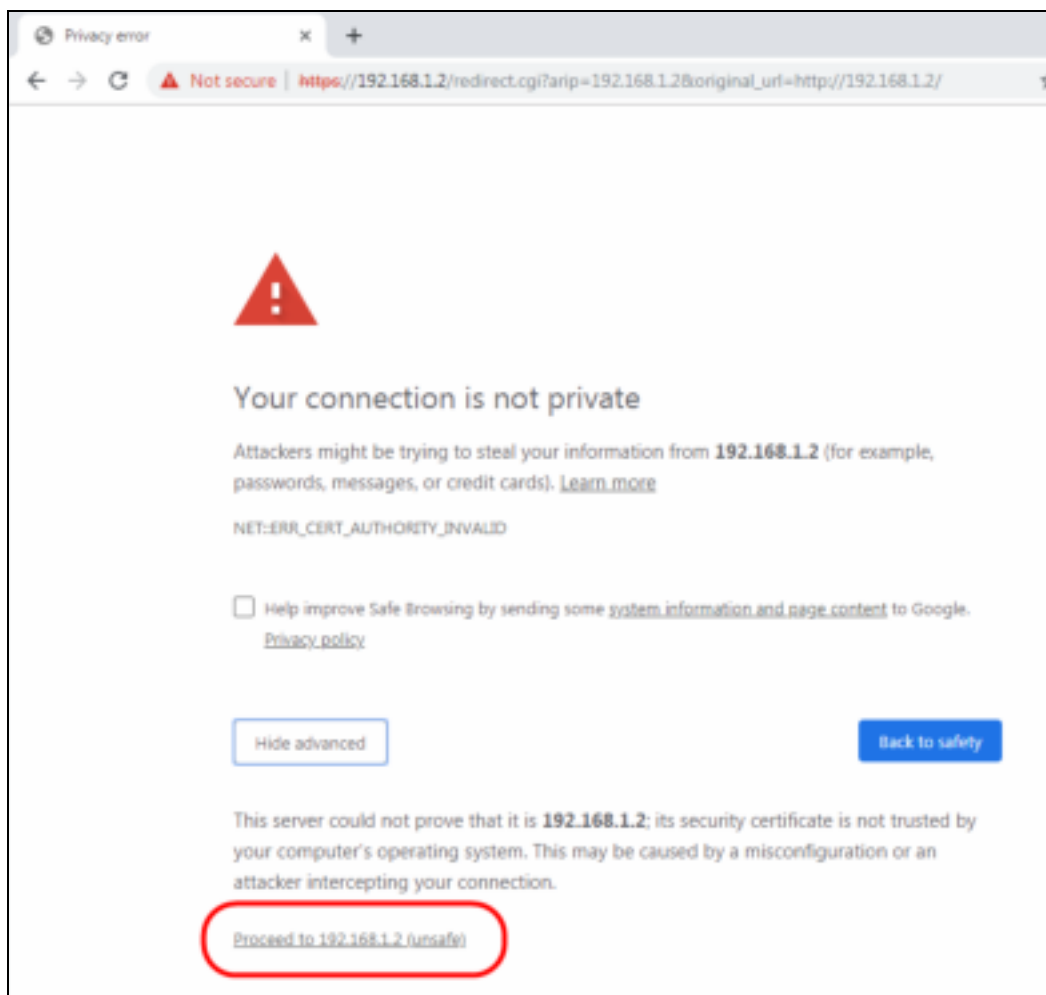 Privacy error
Not secure | https://192.168.1.2/redirect.cgi?arip=192.168.1.2&original_url=http://192.168.1.2/
Your connection is not private
Attackers might be trying to steal your information from 192.168.1.2 (for example,
passwords, messages, or credit cards). Learn more
NET::ERR_CERT_AUTHORITY_INVALID
Help improve Safe Browsing by sending some system information and page content to Google.
Privacy policy
Hide advanced
Back to safety
This server could not prove that it is 192.168.1.2; its security certificate is not trusted by
your computer's operating system. This may be caused by a misconfiguration or an
attacker intercepting your connection.
Proceed to 192.168.1.2 (unsafe)